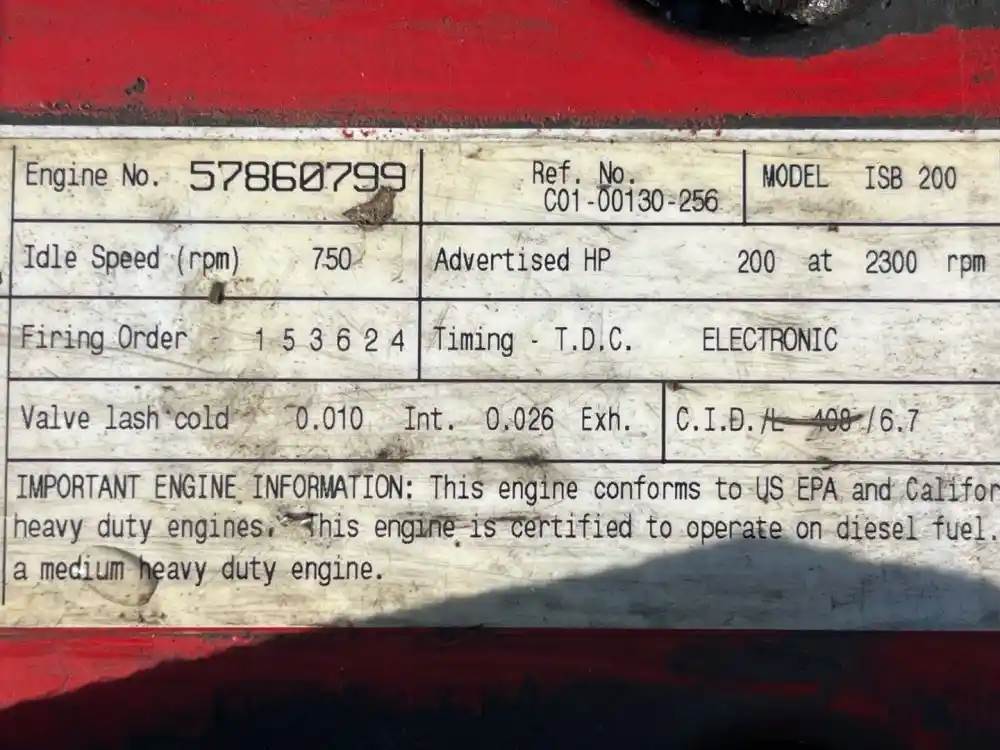 Engine No. 57860799 Ref. No. C01-00130-256 MODEL ISB 200
Idle Speed (rpm) 750 Advertised HP 200 at 2300 rpm
Firing Order 1 5 3 6 2 4 Timing - T.D.C. ELECTRONIC
Valve lash cold 0.010 Int. 0.026 Exh. C.I.D./L 408 /6.7
IMPORTANT ENGINE INFORMATION: This engine conforms to US EPA and Califor
heavy duty engines. This engine is certified to operate on diesel fuel.
a medium heavy duty engine.